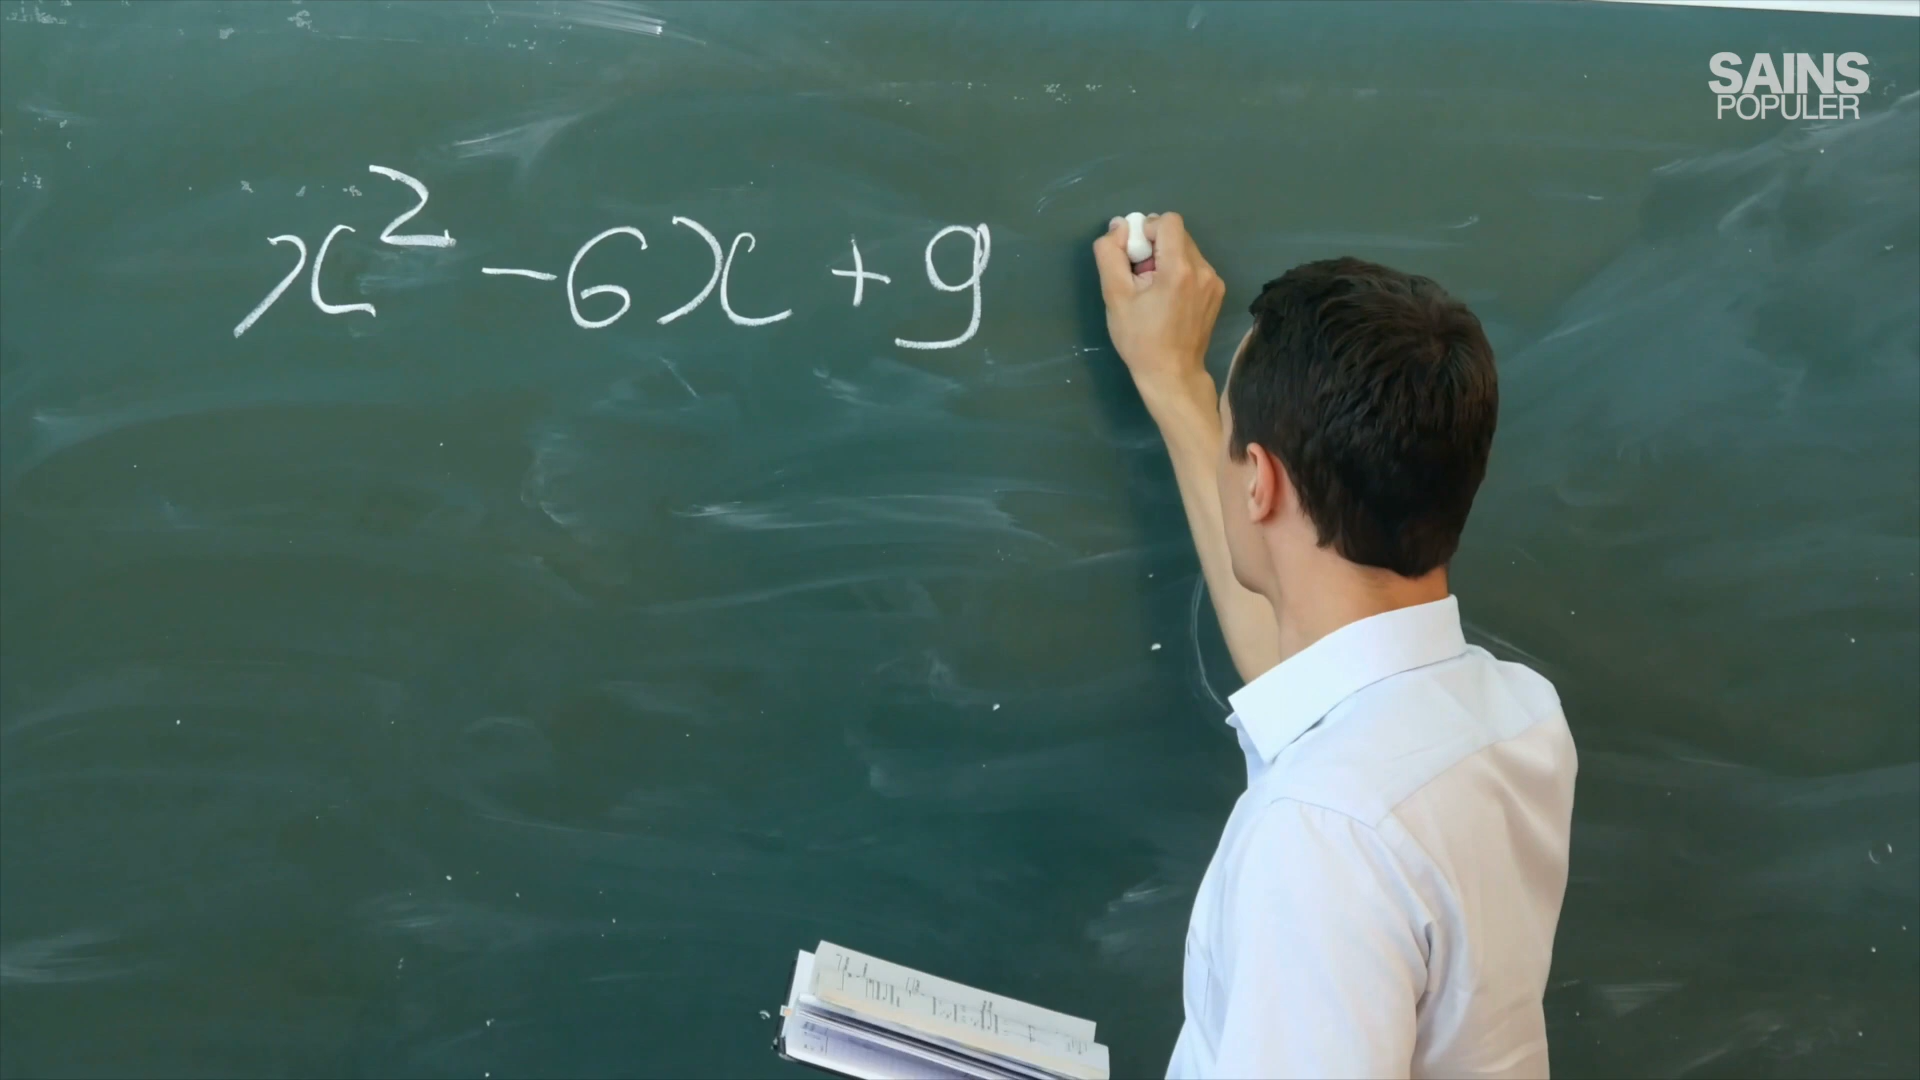 SAINS
POPULER
x² - 6x + 9